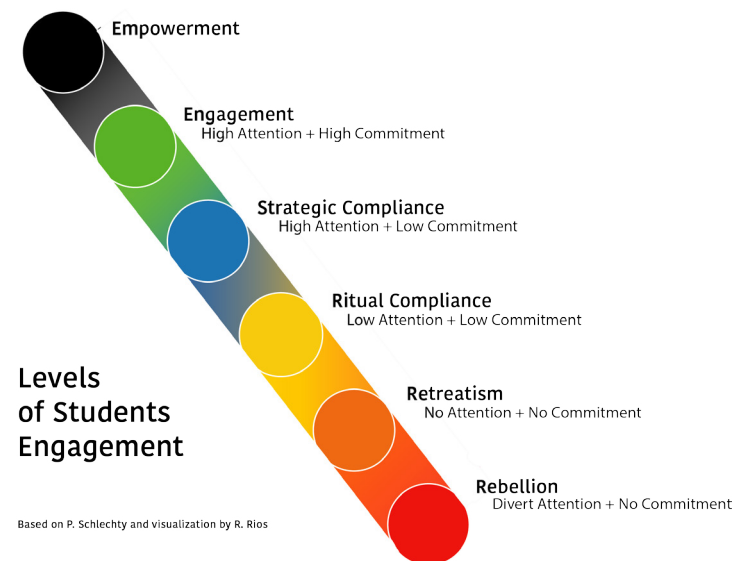 Empowerment
Engagement
High Attention + High Commitment
Strategic Compliance
High Attention + Low Commitment
Ritual Compliance
Low Attention + Low Commitment
Retreatism
No Attention + No Commitment
Rebellion
Divert Attention + No Commitment
Levels
of Students
Engagement
Based on P. Schlechty and visualization by R. Rios